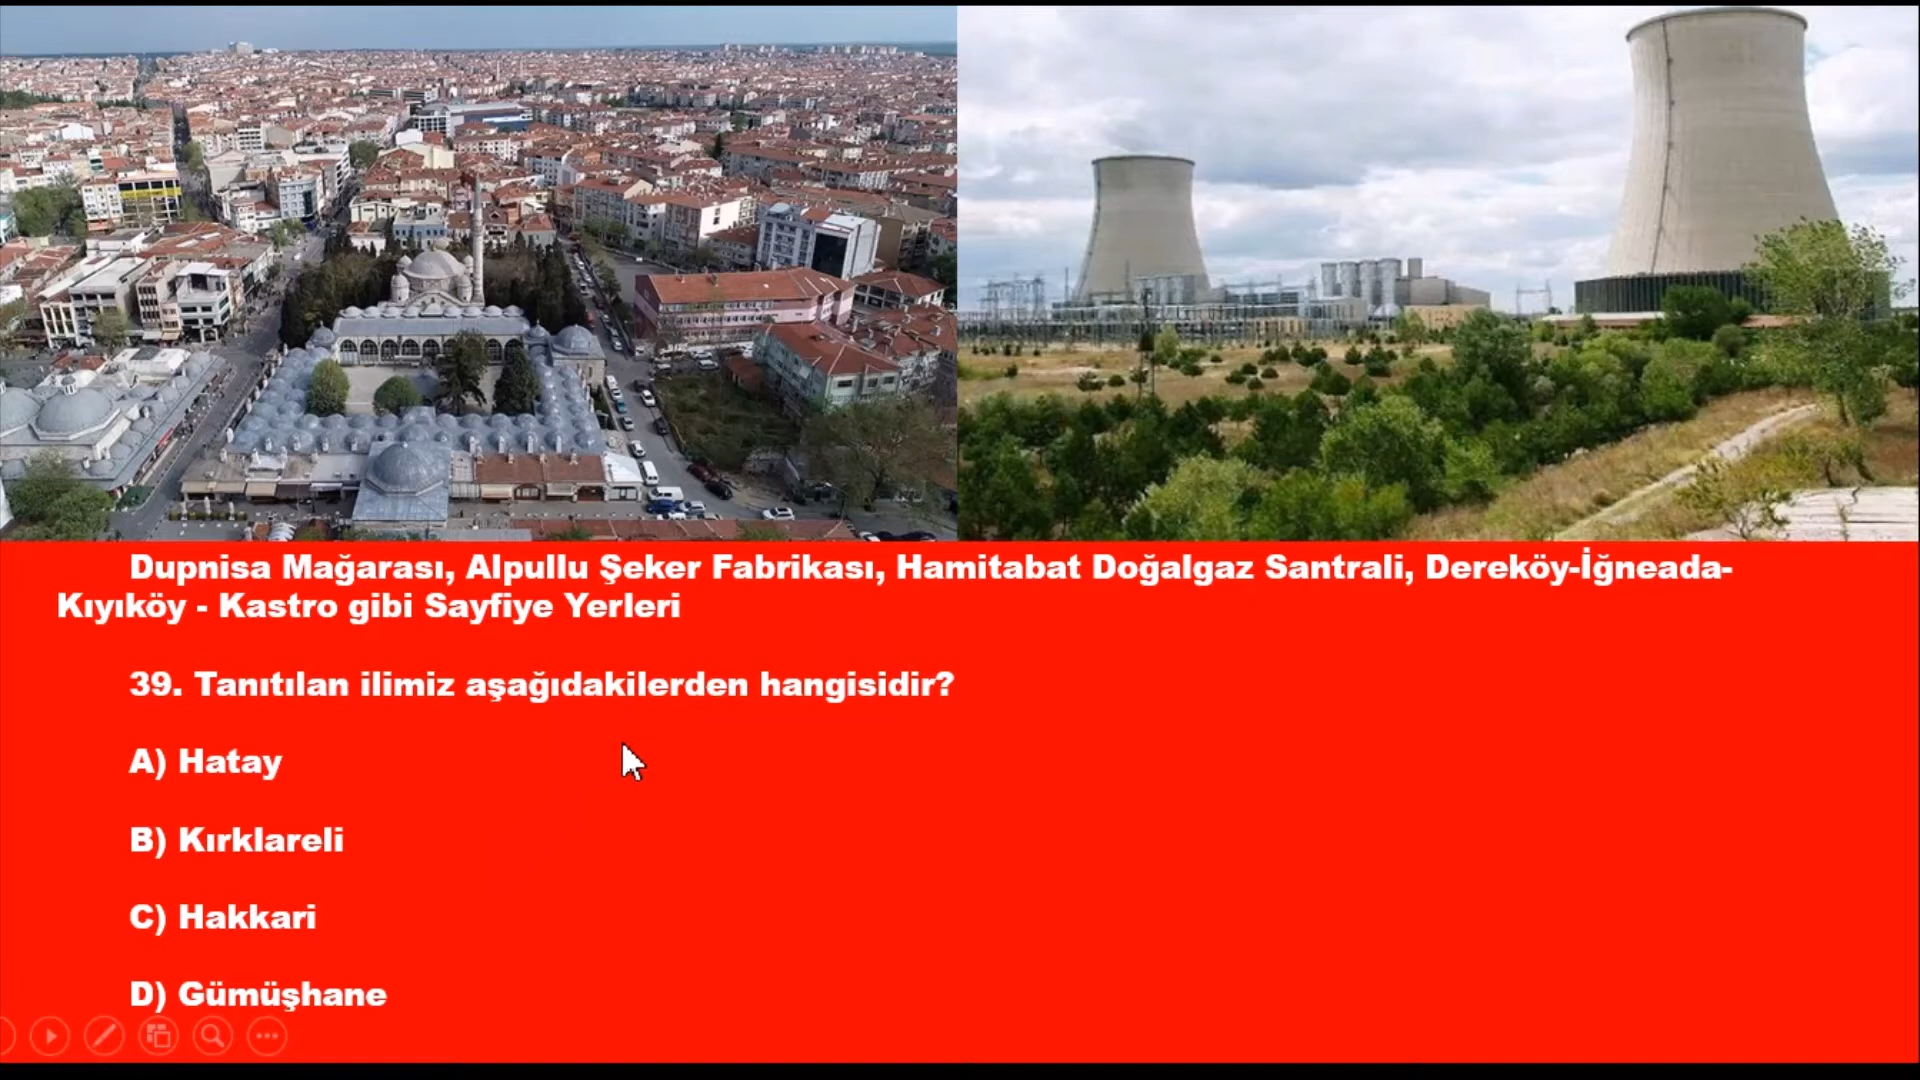 Dupnisa Mağarası, Alpullu Şeker Fabrikası, Hamitabat Doğalgaz Santrali, Dereköy-İğneada-
Kıyıköy - Kastro gibi Sayfiye Yerleri
39. Tanıtılan ilimiz aşağıdakilerden hangisidir?
A) Hatay
B) Kırklareli
C) Hakkari
D) Gümüşhane